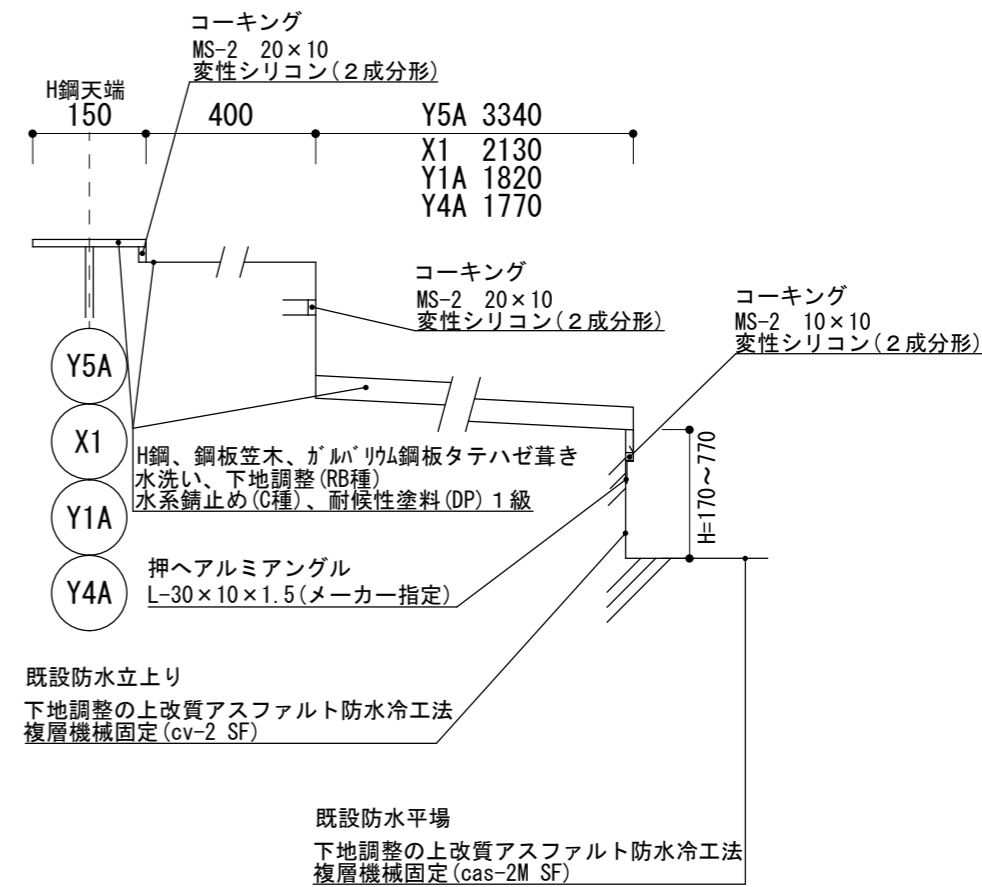 コーキング
MS-2 20×10
変性シリコン(２成分形)
H鋼天端
150
400
Y5A 3340
X1 2130
Y1A 1820
Y4A 1770
コーキング
MS-2 20×10
変性シリコン(２成分形)
コーキング
MS-2 10×10
変性シリコン(２成分形)
Y5A
X1
Y1A
Y4A
H鋼、鋼板笠木、ｶﾞﾙﾊﾞﾘｳﾑ鋼板タテハゼ葺き
水洗い、下地調整(RB種)
水系錆止め(C種)、耐候性塗料(DP)１級
H=170～770
押へアルミアングル
L-30×10×1.5(メーカー指定)
既設防水立上り
下地調整の上改質アスファルト防水冷工法
複層機械固定(cv-2 SF)
既設防水平場
下地調整の上改質アスファルト防水冷工法
複層機械固定(cas-2M SF)